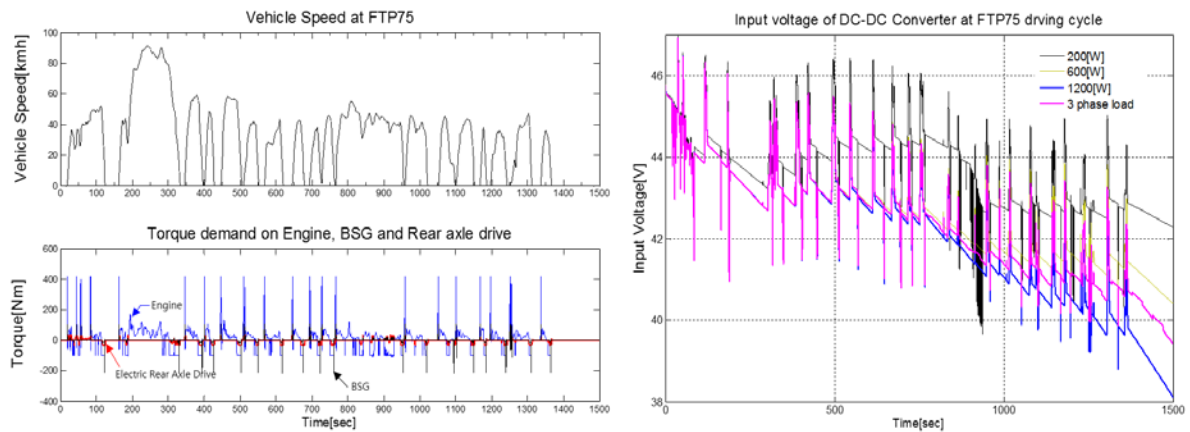 Vehicle Speed at FTP75
Vehicle Speed[kmh]
100
80
60
40
20
0
0 100 200 300 400 500 600 700 800 900 1000 1100 1200 1300 1400 1500
Torque demand on Engine, BSG and Rear axle drive
Torque[Nm]
600
400
200
0
-200
-400
Engine
Electric Rear Axle Drive
BSG
0 100 200 300 400 500 600 700 800 900 1000 1100 1200 1300 1400 1500
Time[sec]
Input voltage of DC-DC Converter at FTP75 drving cycle
Input Voltage[V]
46
44
42
40
38
200[W]
600[W]
1200[W]
3 phase load
0 500 1000 1500
Time[sec]